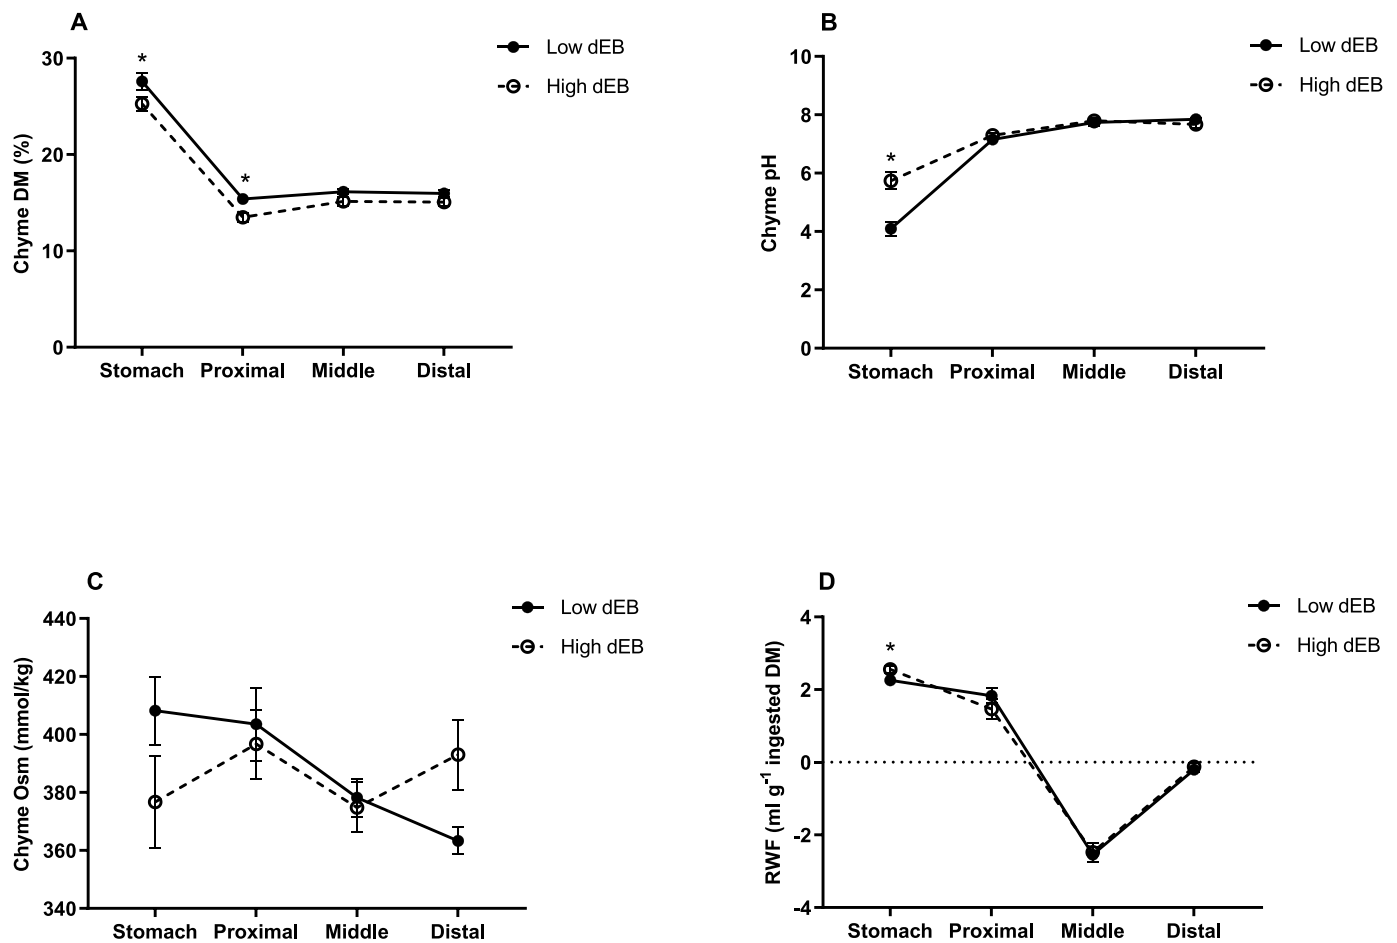 A
Low dEB
High dEB
Chyme DM (%)
30
20
10
0
*
*
Stomach Proximal Middle Distal
B
Low dEB
High dEB
Chyme pH
10
8
6
4
2
0
*
Stomach Proximal Middle Distal
C
Low dEB
High dEB
Chyme Osm (mmol/kg)
440
420
400
380
360
340
Stomach Proximal Middle Distal
D
Low dEB
High dEB
RWF (ml g⁻¹ ingested DM)
4
2
0
-2
-4
*
Stomach Proximal Middle Distal